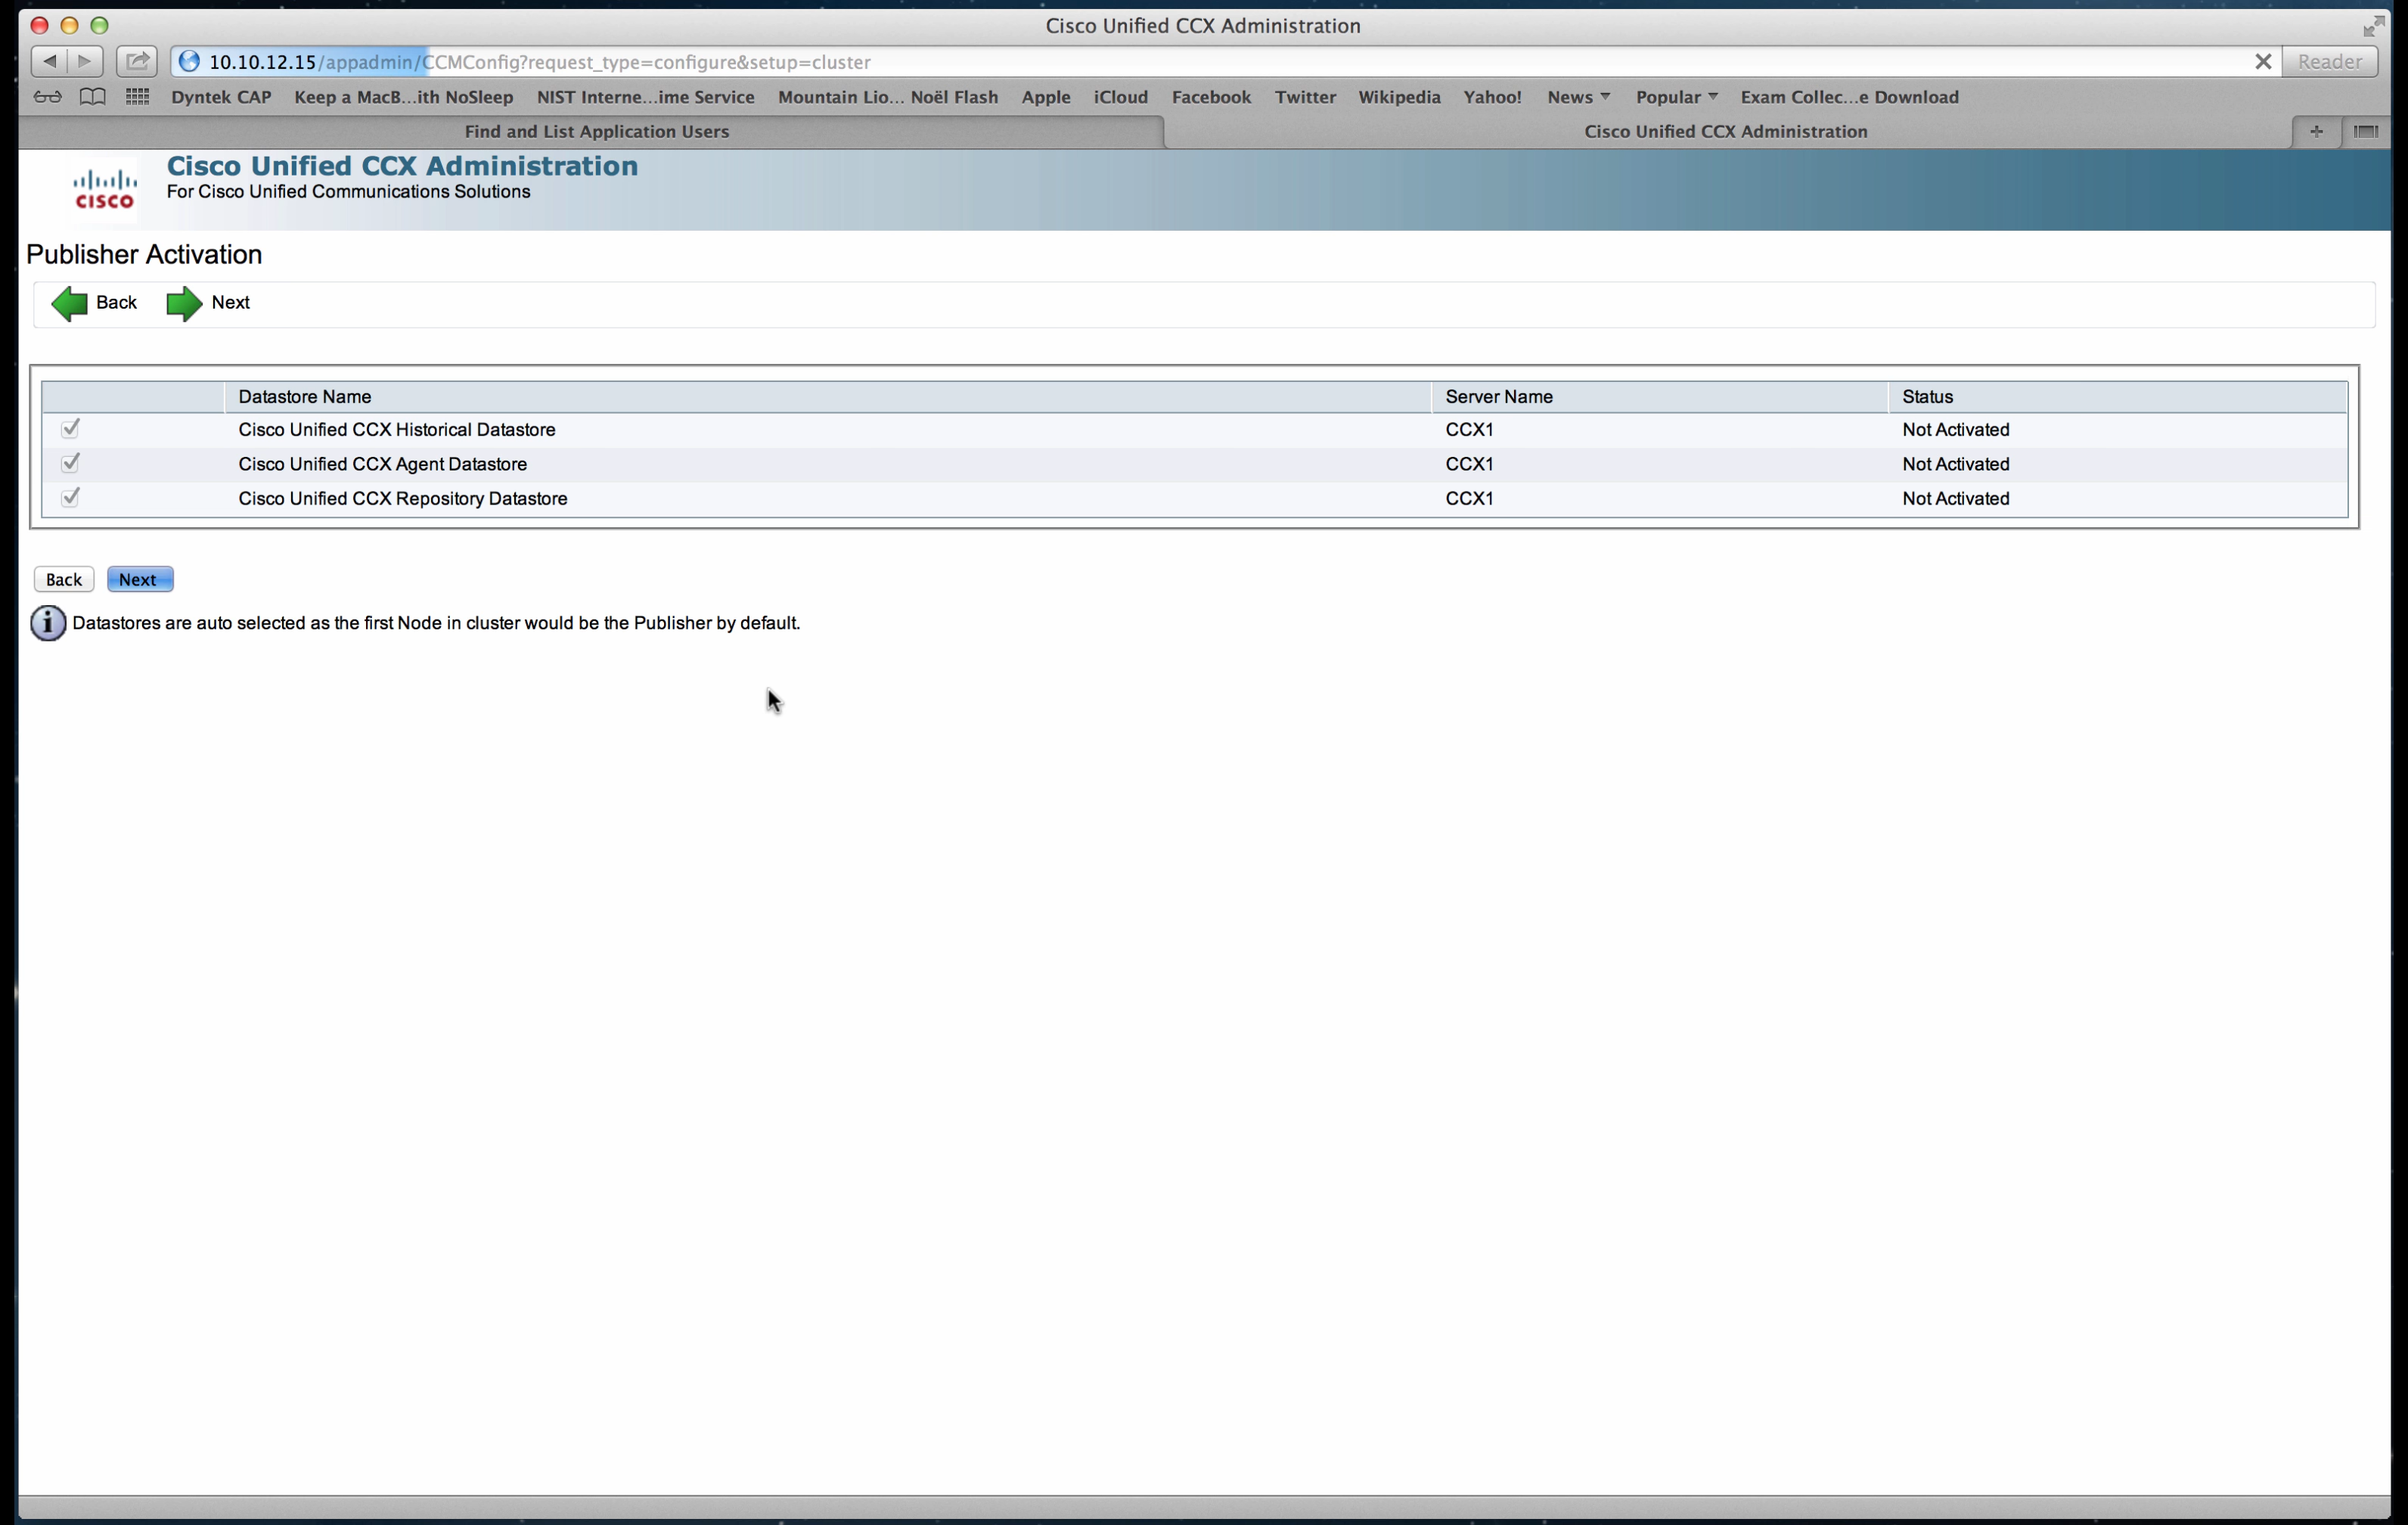 Cisco Unified CCX Administration
10.10.12.15/appadmin/CCMConfig?request_type=configure&setup=cluster
Reader
Dyntek CAP Keep a MacB...ith NoSleep NIST Interne...ime Service Mountain Lio... Noël Flash Apple iCloud Facebook Twitter Wikipedia Yahoo! News Popular Exam Collec...e Download
Find and List Application Users Cisco Unified CCX Administration
CISCO
Cisco Unified CCX Administration
For Cisco Unified Communications Solutions
Publisher Activation
Back Next
Datastore Name Server Name Status
Cisco Unified CCX Historical Datastore CCX1 Not Activated
Cisco Unified CCX Agent Datastore CCX1 Not Activated
Cisco Unified CCX Repository Datastore CCX1 Not Activated
Back Next
Datastores are auto selected as the first Node in cluster would be the Publisher by default.